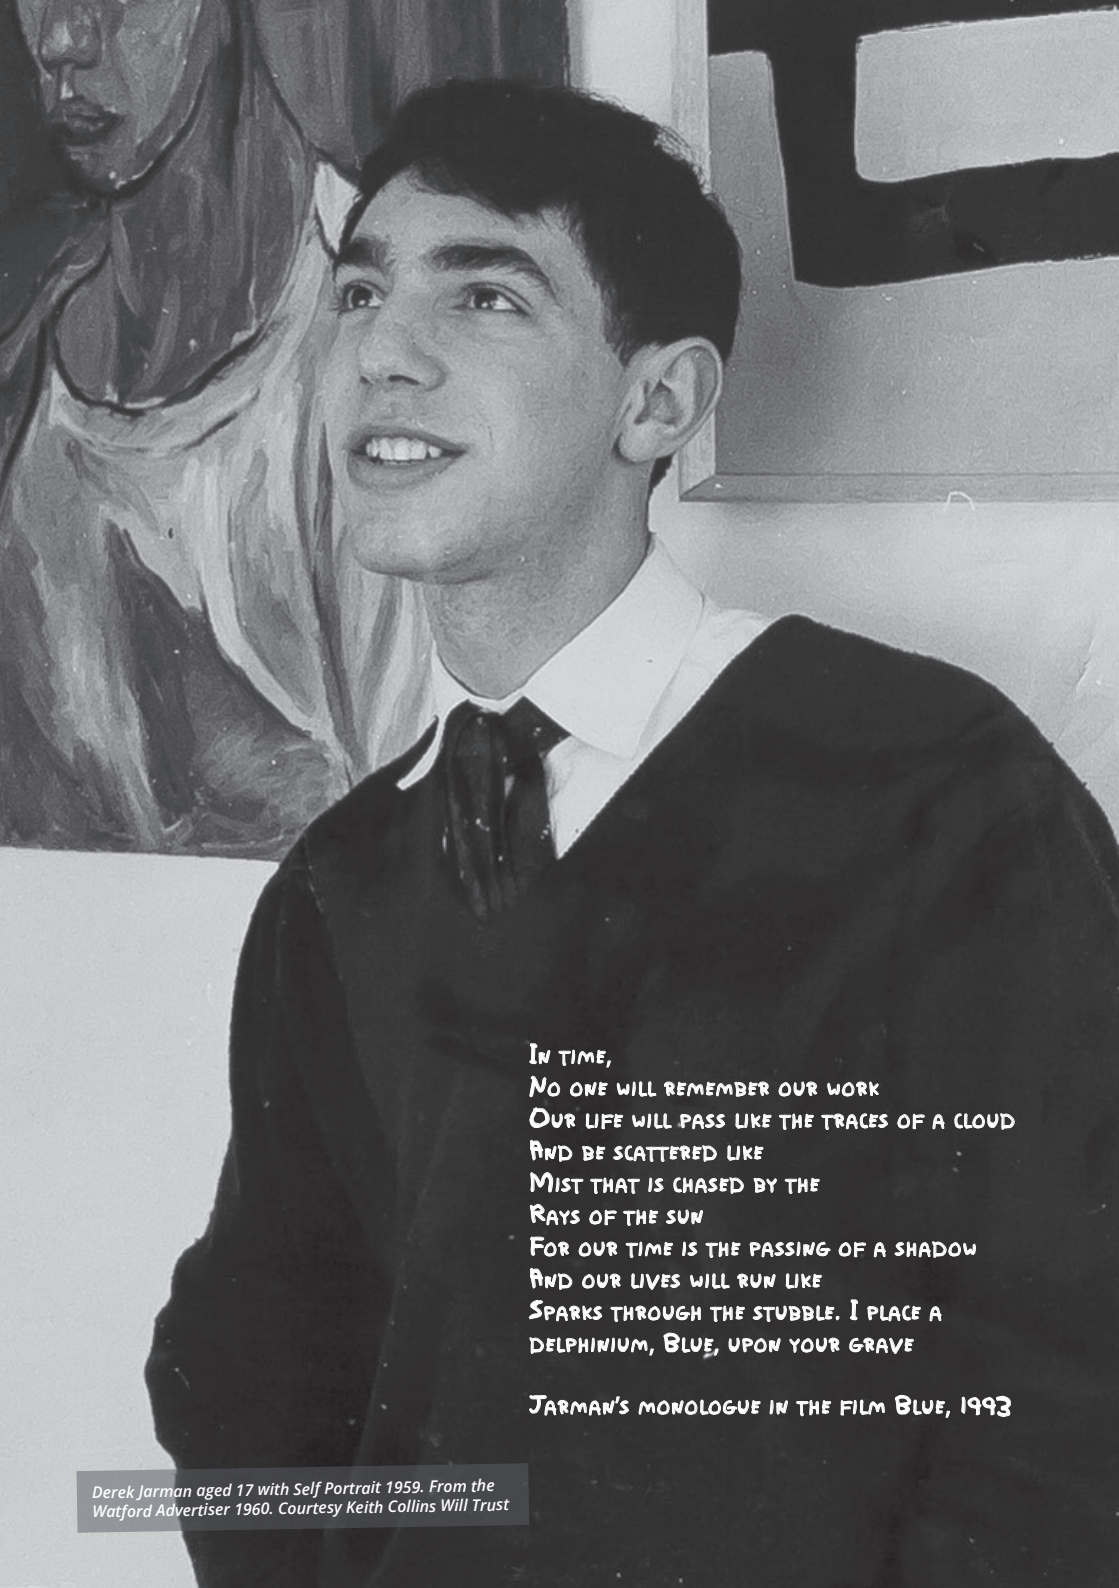 In time,
No one will remember our work
Our life will pass like the traces of a cloud
And be scattered like
Mist that is chased by the
Rays of the sun
For our time is the passing of a shadow
And our lives will run like
Sparks through the stubble. I place a
delphinium, Blue, upon your grave
Jarman's monologue in the film Blue, 1993
Derek Jarman aged 17 with Self Portrait 1959. From the
Watford Advertiser 1960. Courtesy Keith Collins Will Trust